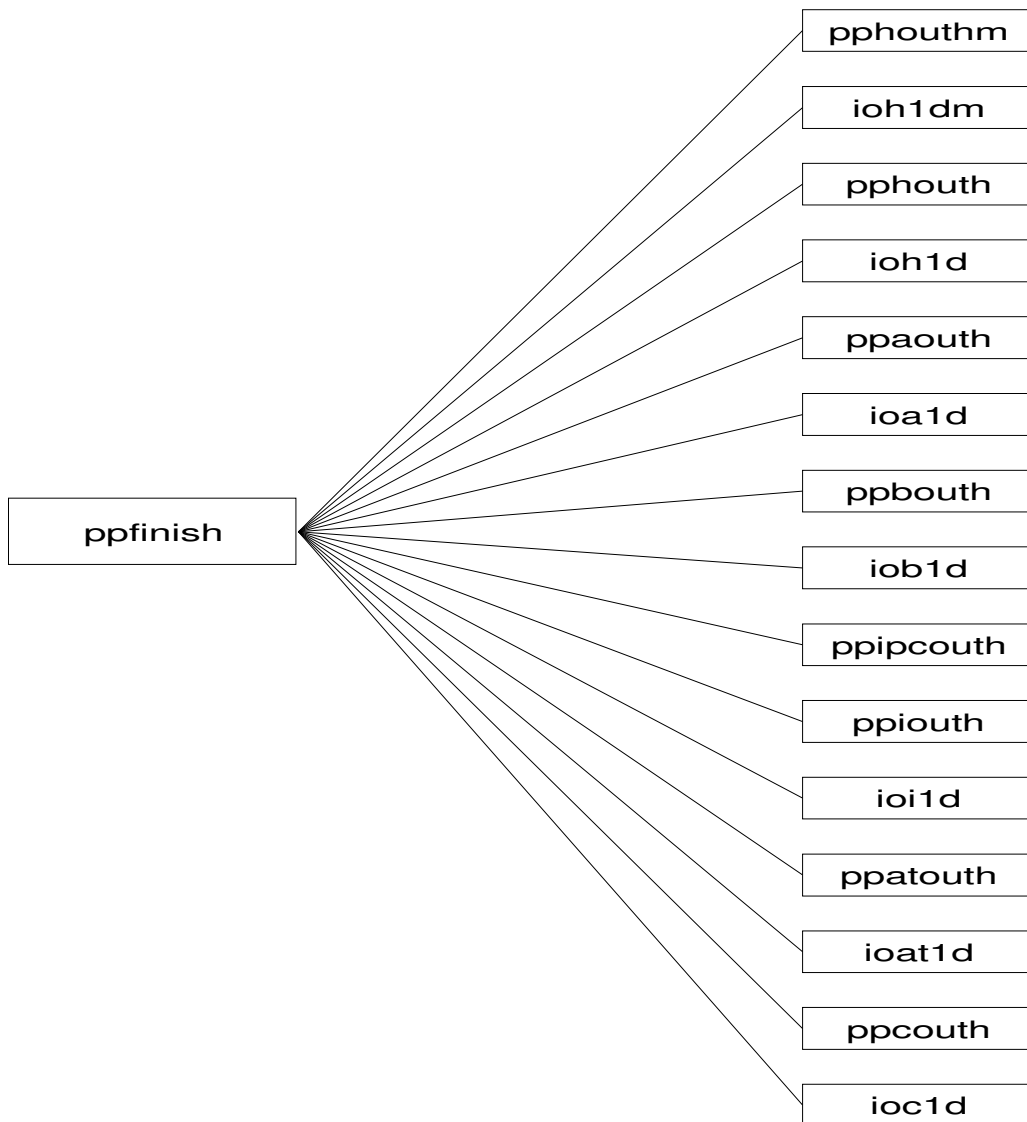 pphouthm
ioh1dm
pphouth
ioh1d
ppaouth
ioa1d
ppbouth
ppfinish
iob1d
ppipcouth
ppiouth
ioi1d
ppatouth
ioat1d
ppcouth
ioc1d